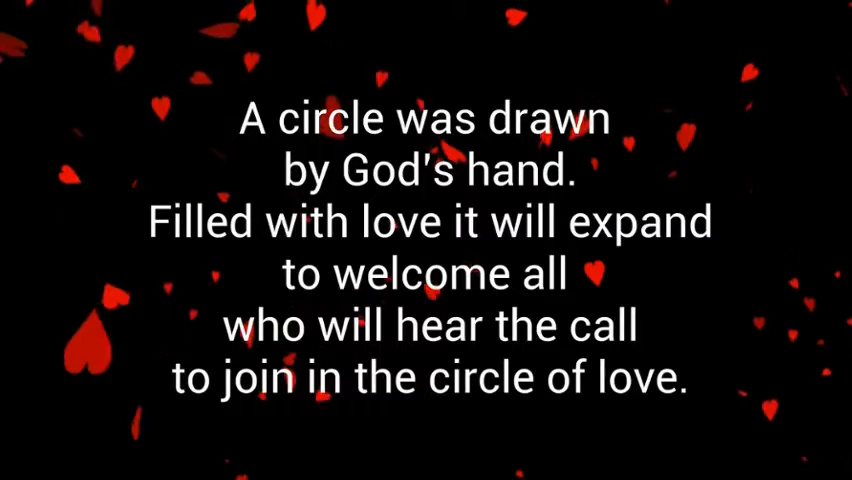 A circle was drawn
by God's hand.
Filled with love it will expand
to welcome all
who will hear the call
to join in the circle of love.